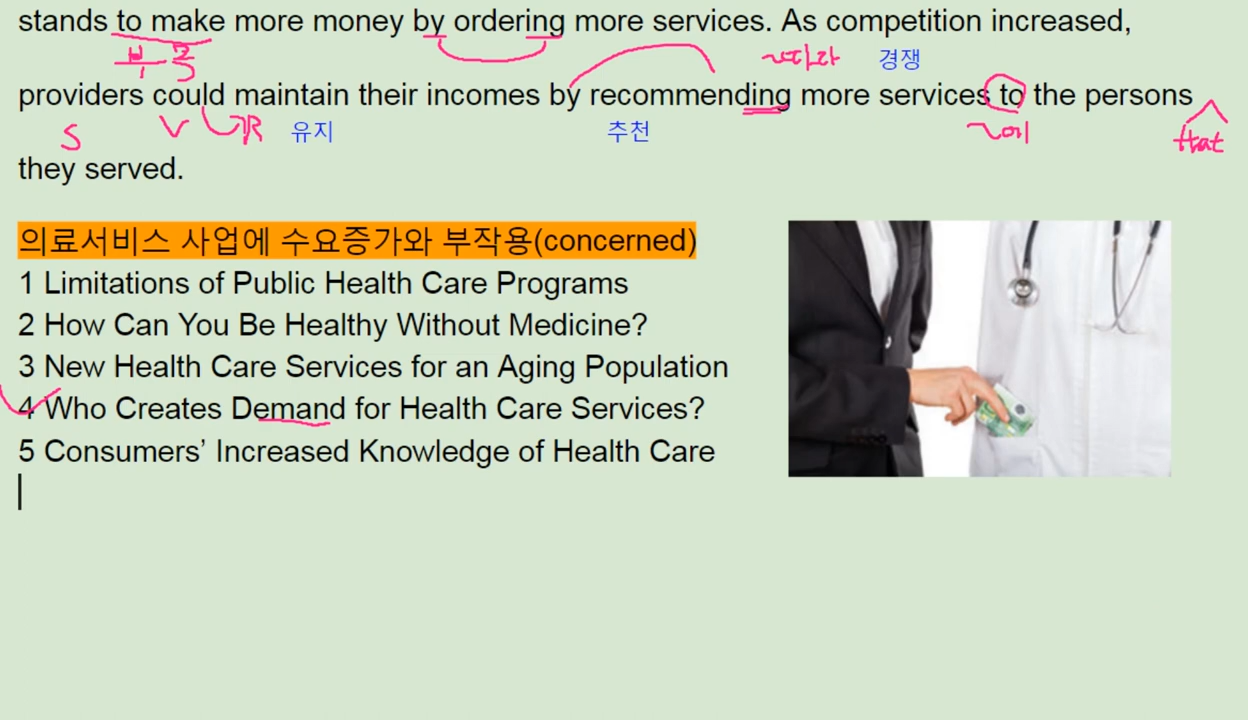 stands to make more money by ordering more services. As competition increased,
부 목
~따라
경쟁
providers could maintain their incomes by recommending more services to the persons
S
V
유지
추천
~에
that
they served.
의료서비스 사업에 수요증가와 부작용(concerned)
1 Limitations of Public Health Care Programs
2 How Can You Be Healthy Without Medicine?
3 New Health Care Services for an Aging Population
4 Who Creates Demand for Health Care Services?
5 Consumers’ Increased Knowledge of Health Care